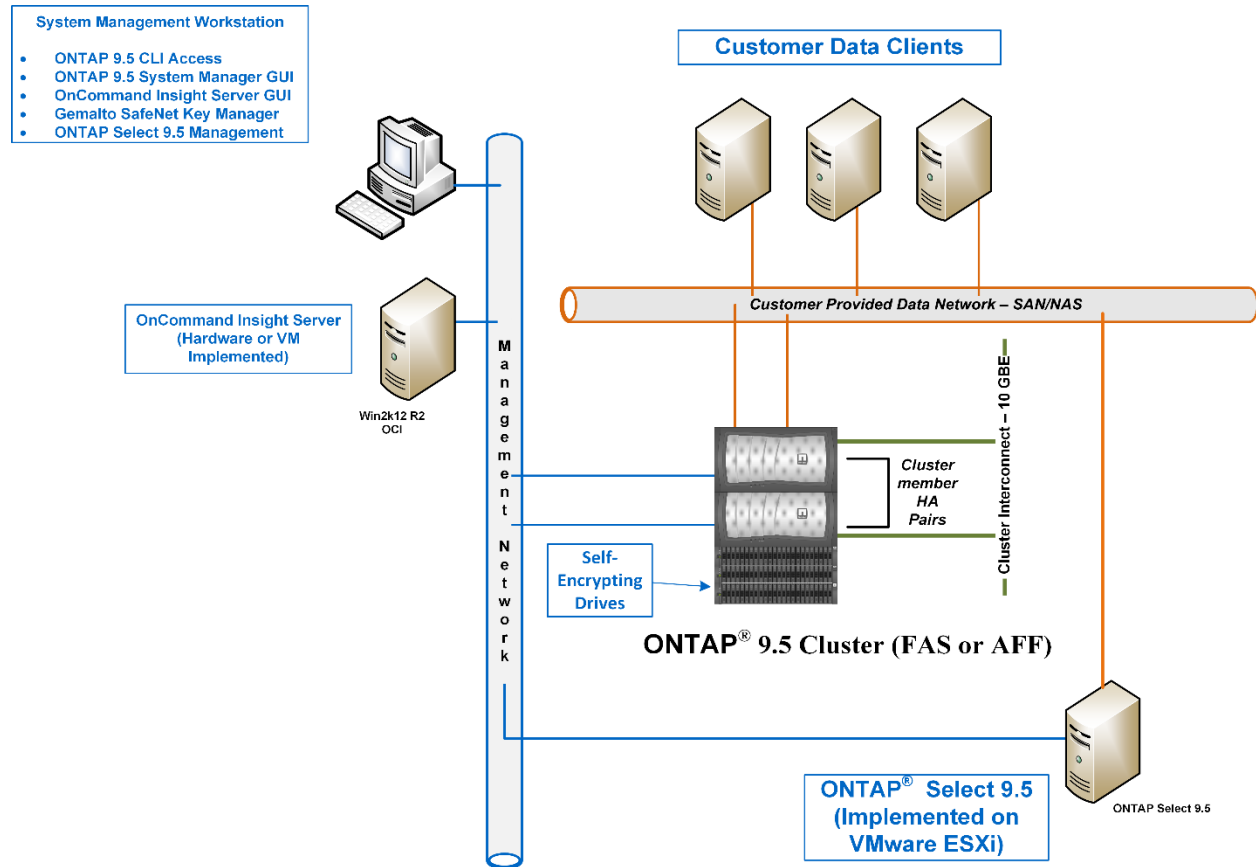 System Management Workstation
• ONTAP 9.5 CLI Access
• ONTAP 9.5 System Manager GUI
• OnCommand Insight Server GUI
• Gemalto SafeNet Key Manager
• ONTAP Select 9.5 Management
Customer Data Clients
Customer Provided Data Network – SAN/NAS
OnCommand Insight Server
(Hardware or VM
Implemented)
Win2k12 R2
OCI
Management Network
Cluster
member
HA
Pairs
Cluster Interconnect – 10 GBE
Self-
Encrypting
Drives
ONTAP® 9.5 Cluster (FAS or AFF)
ONTAP® Select 9.5
(Implemented on
VMware ESXi)
ONTAP Select 9.5